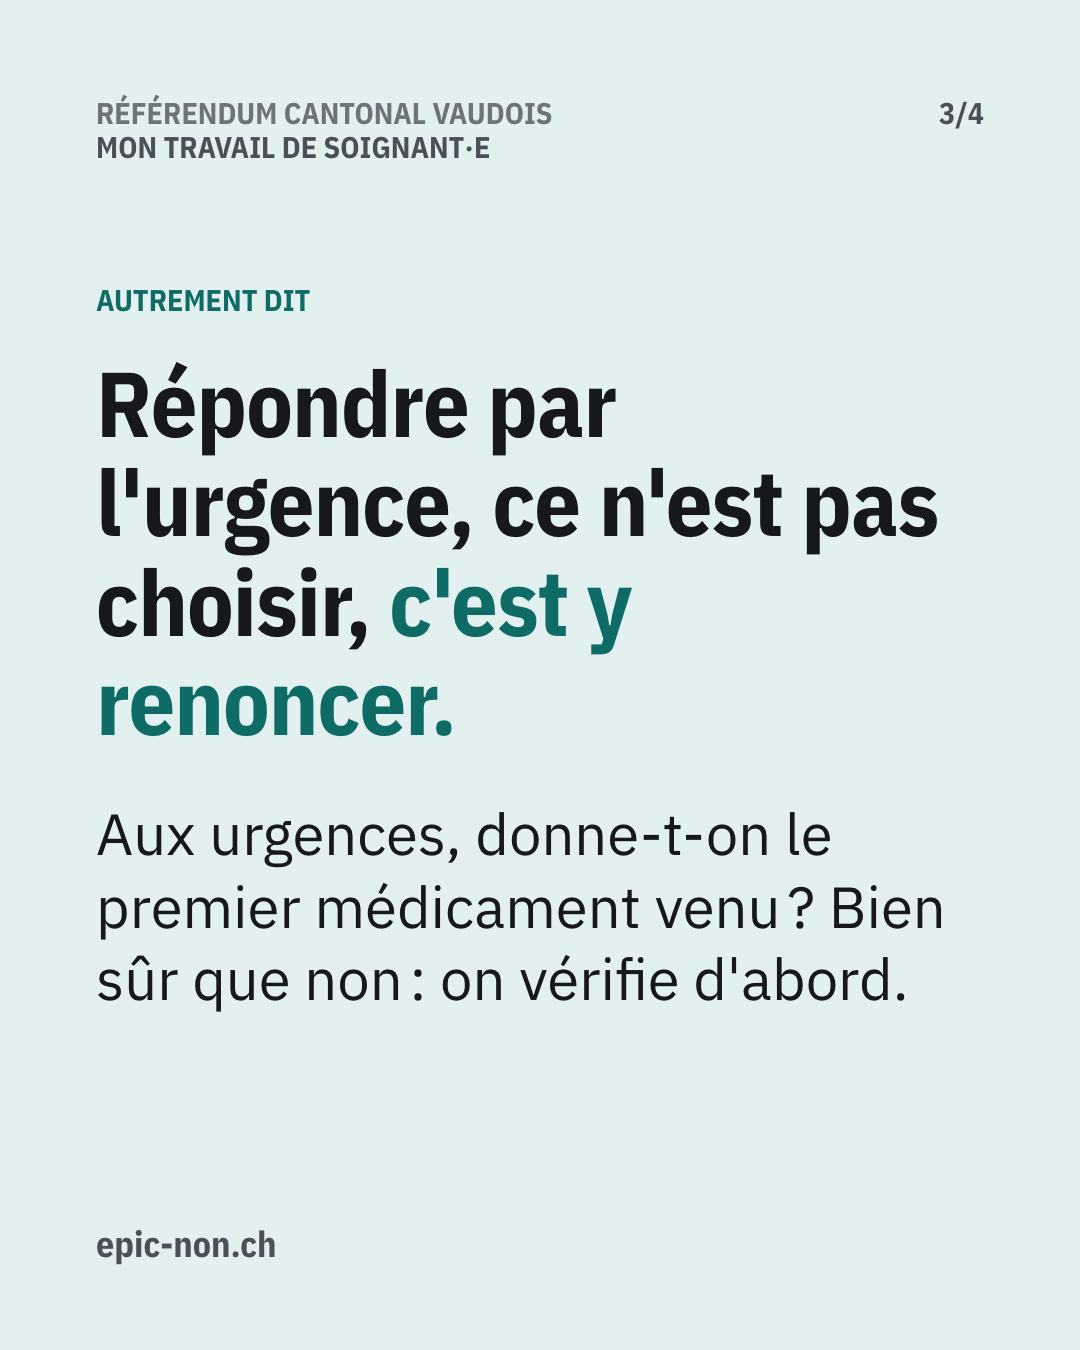 RÉFÉRENDUM CANTONAL VAUDOIS
3/4
MON TRAVAIL DE SOIGNANT·E
AUTREMENT DIT
Répondre par
l'urgence, ce n'est pas
choisir, c'est y
renoncer.
Aux urgences, donne-t-on le
premier médicament venu ? Bien
sûr que non : on vérifie d'abord.
epic-non.ch